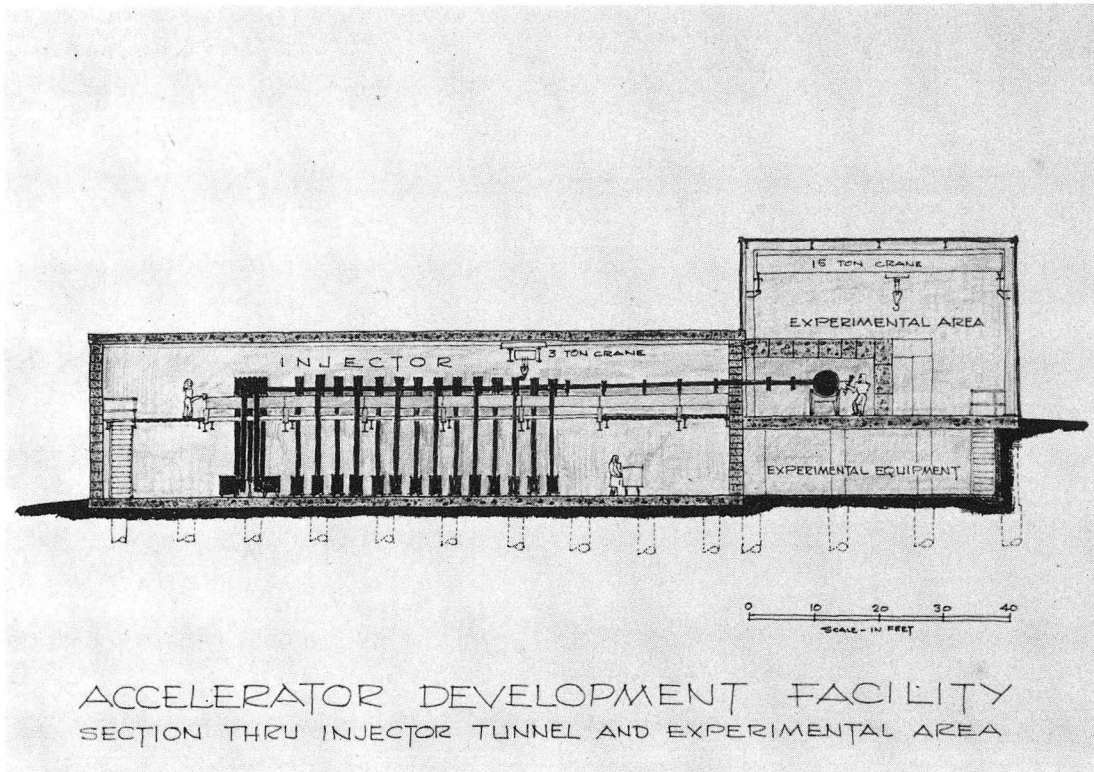 15 TON CRANE
EXPERIMENTAL AREA
INJECTOR
3 TON CRANE
EXPERIMENTAL EQUIPMENT
0 10 20 30 40
SCALE - IN FEET
ACCELERATOR DEVELOPMENT FACILITY
SECTION THRU INJECTOR TUNNEL AND EXPERIMENTAL AREA